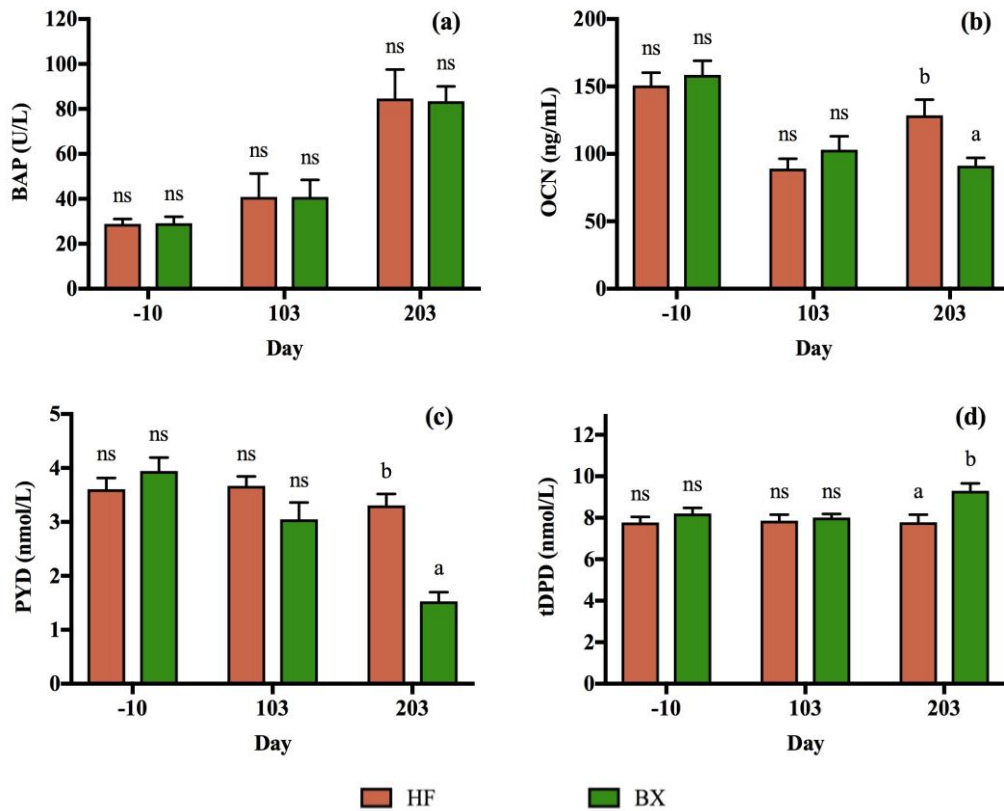 (a)
BAP (U/L)
120
100
80
60
40
20
0
ns ns ns ns ns ns
-10 103 203
Day
(b)
OCN (ng/mL)
200
150
100
50
0
ns ns ns ns b a
-10 103 203
Day
(c)
PYD (nmol/L)
5
4
3
2
1
0
ns ns ns ns b a
-10 103 203
Day
(d)
tDPD (nmol/L)
12
10
8
6
4
2
0
ns ns ns ns a b
-10 103 203
Day
HF BX